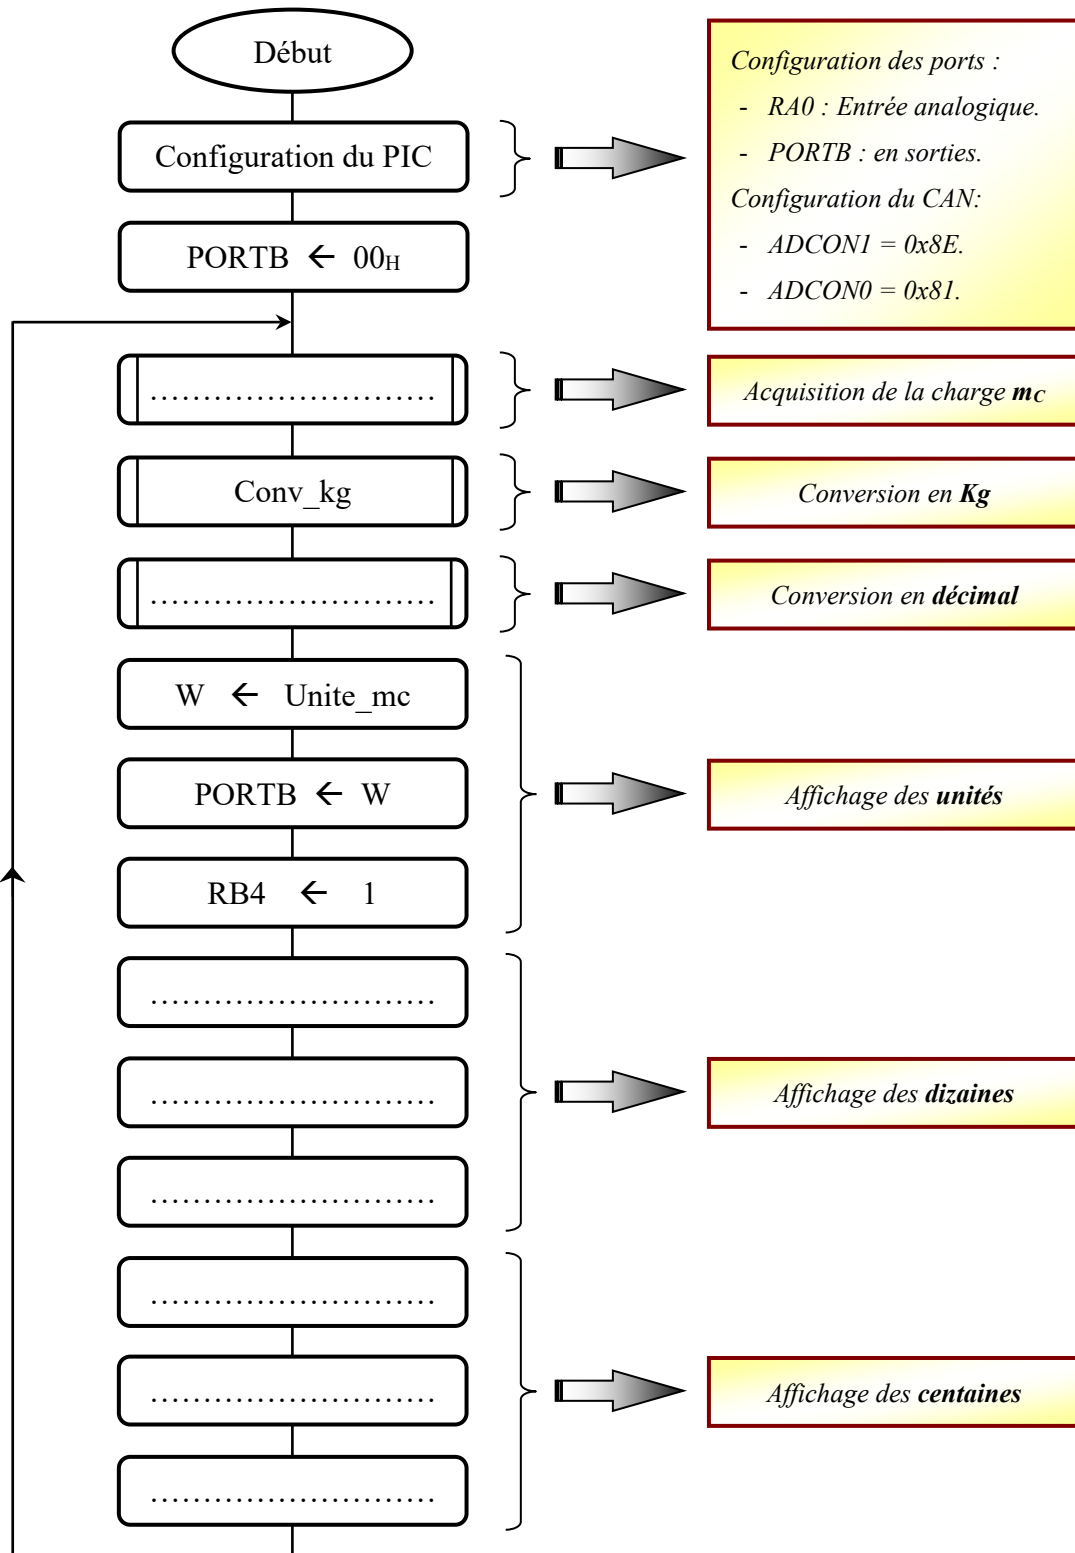 Début
Configuration du PIC
PORTB ← 00H
..............................
Conv_kg
..............................
W ← Unite_mc
PORTB ← W
RB4 ← 1
..............................
..............................
..............................
..............................
..............................
..............................
Configuration des ports :
- RA0 : Entrée analogique.
- PORTB : en sorties.
Configuration du CAN:
- ADCON1 = 0x8E.
- ADCON0 = 0x81.
Acquisition de la charge mC
Conversion en Kg
Conversion en décimal
Affichage des unités
Affichage des dizaines
Affichage des centaines